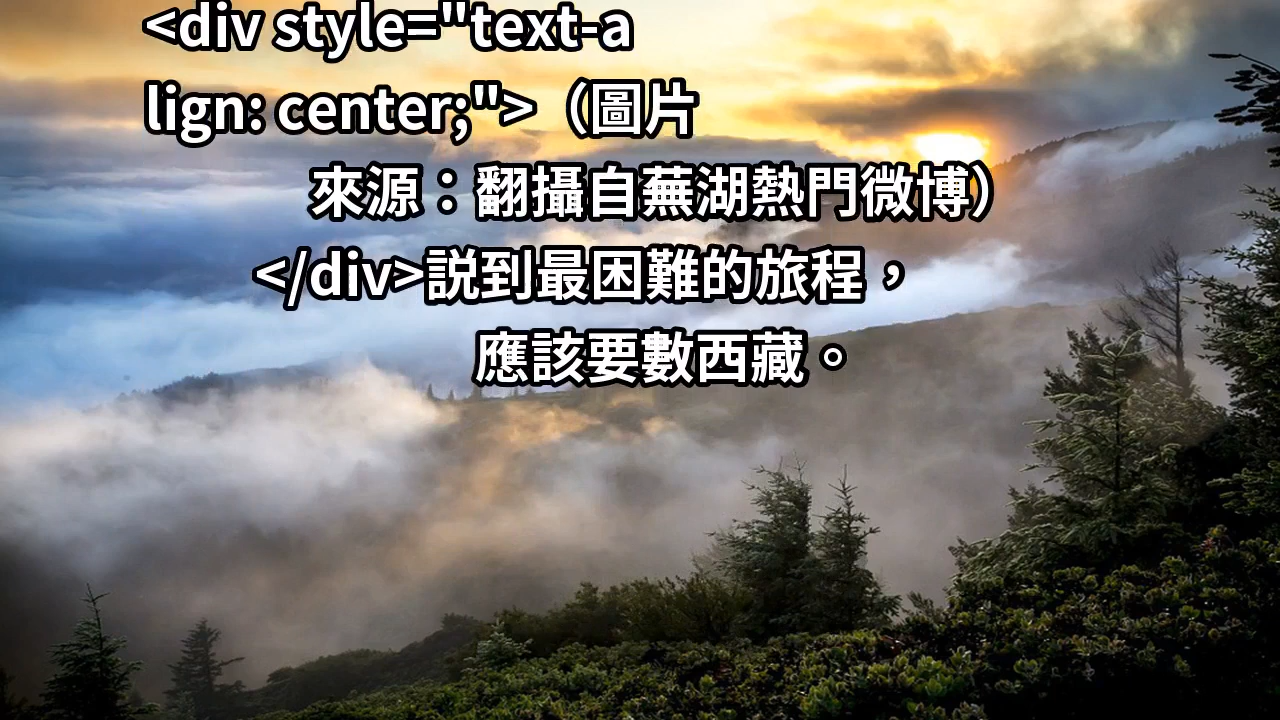 <div style="text-a
lign: center;">（圖片
來源：翻攝自蕪湖熱門微博）
</div>説到最困難的旅程，
應該要數西藏。